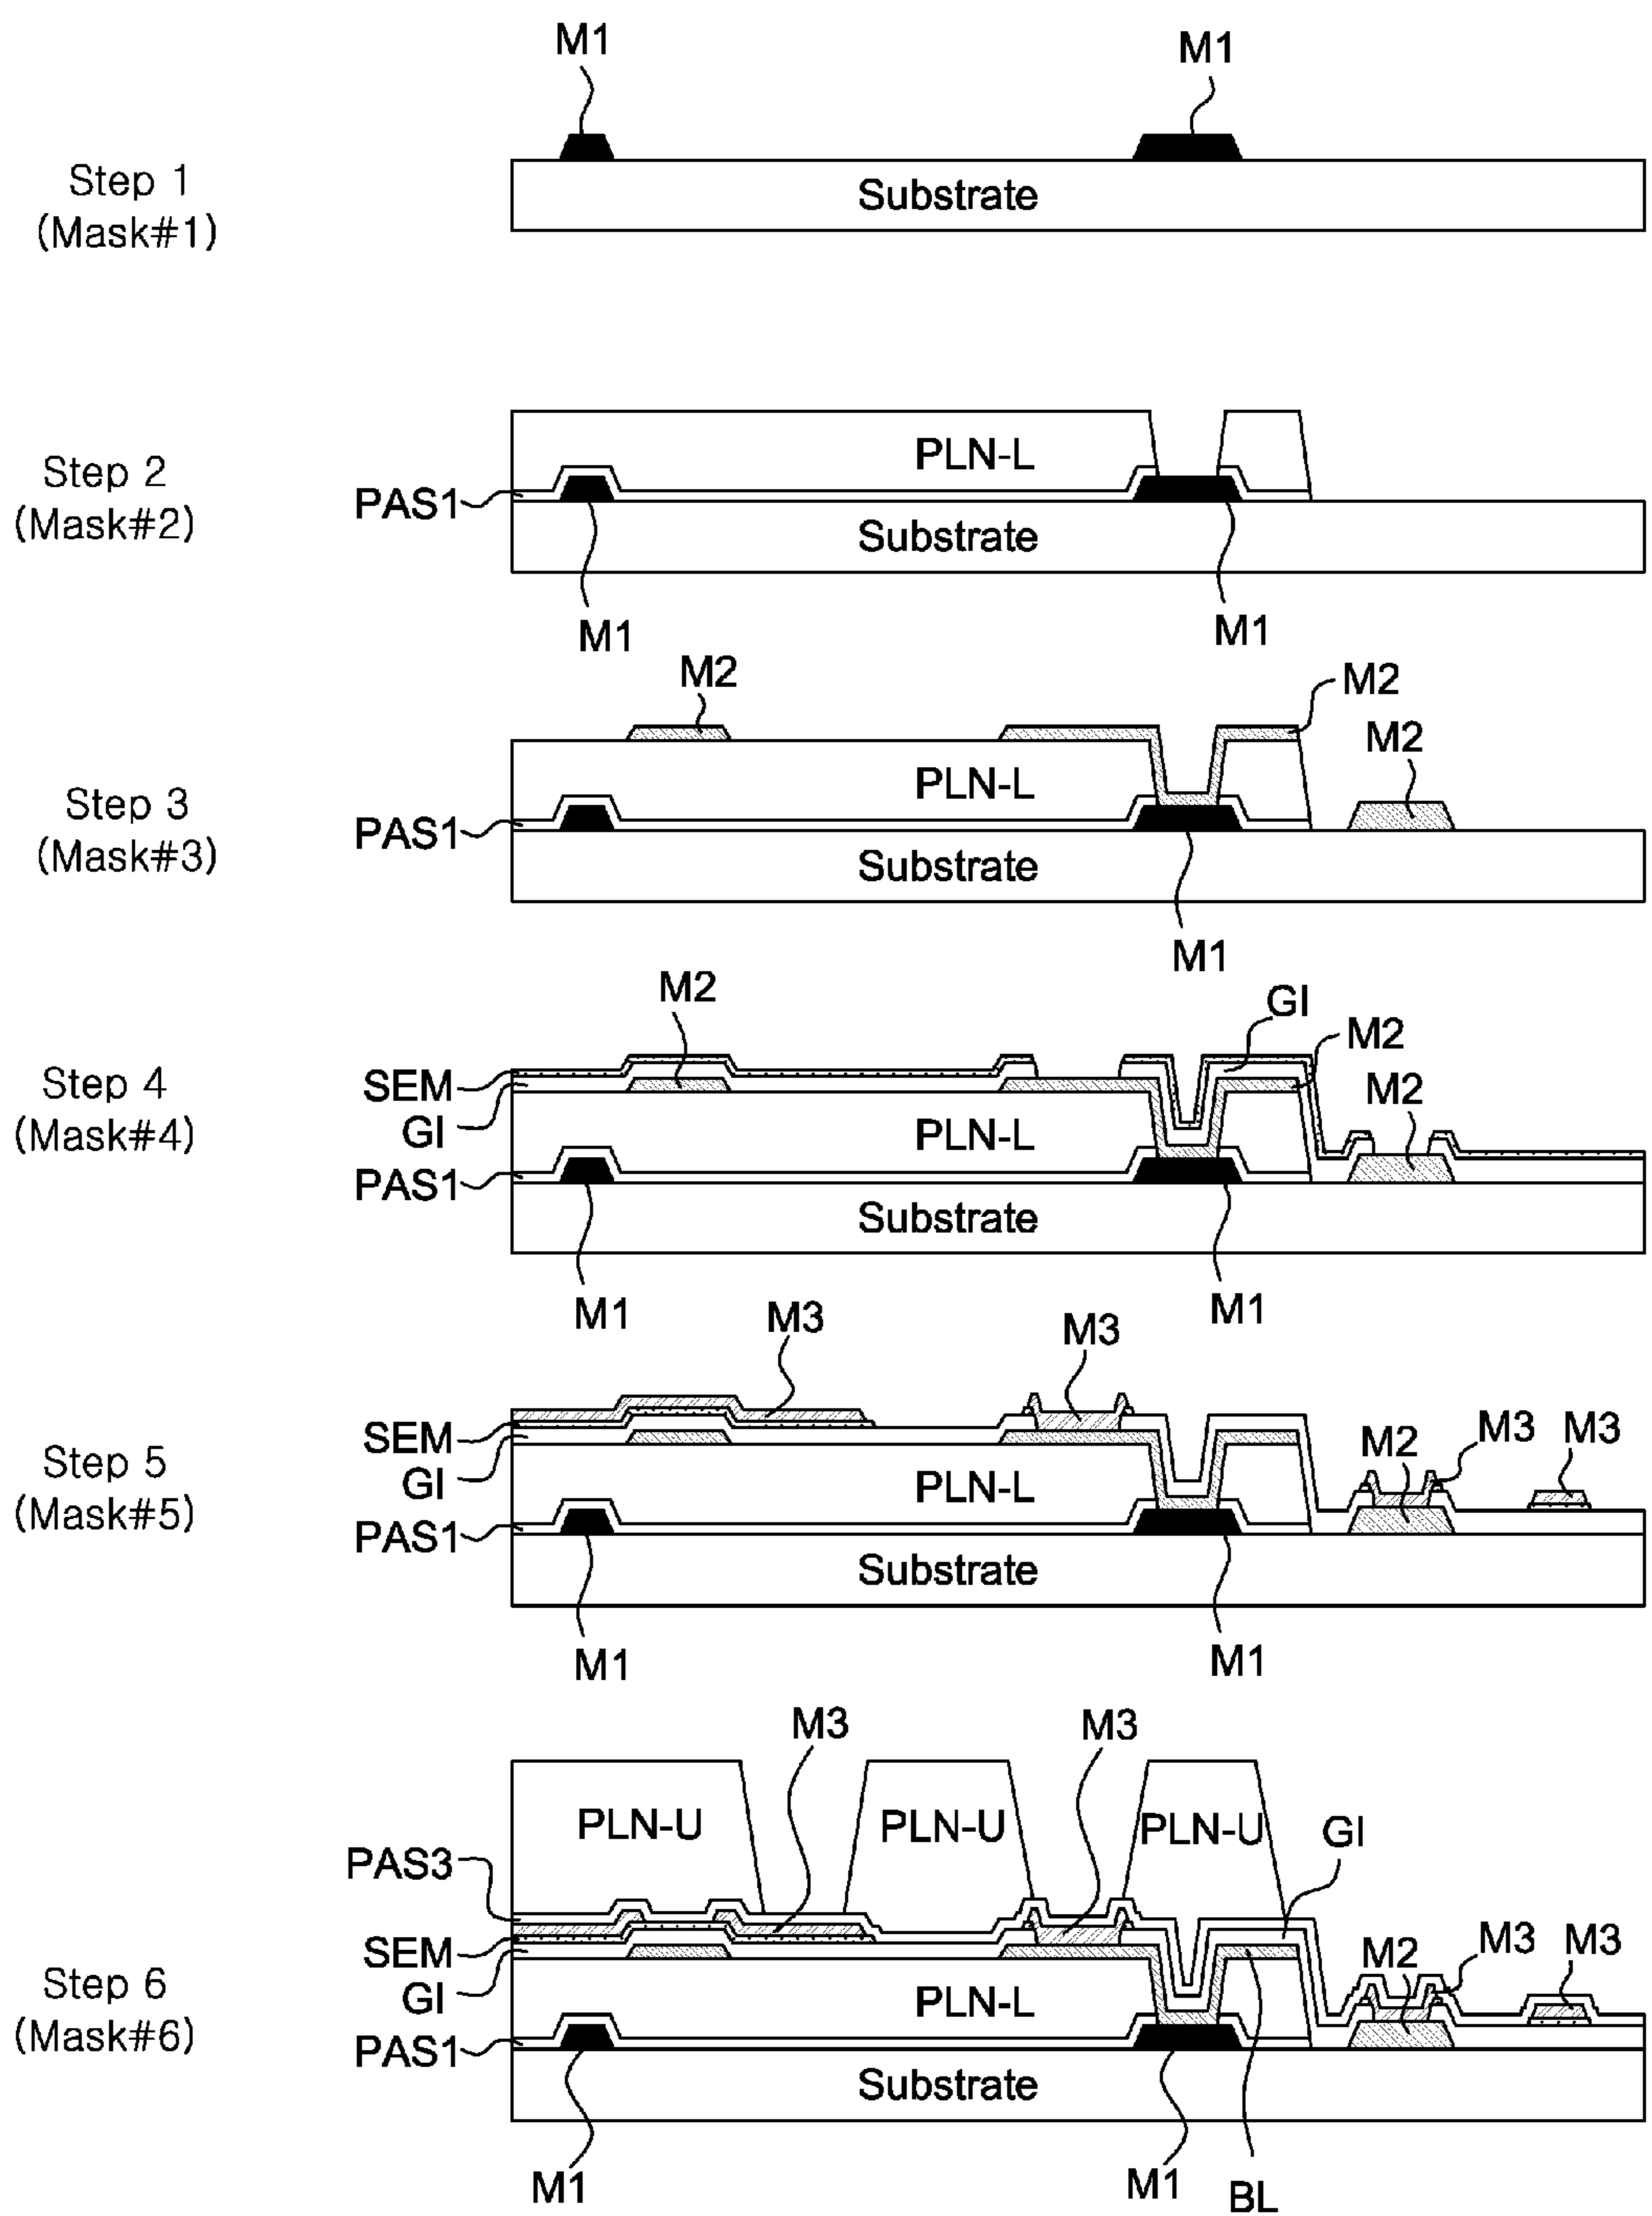 M1
M1
Step 1
(Mask#1)
Substrate
Step 2
(Mask#2)
PLN-L
PAS1
Substrate
M1
M1
M2
M2
M2
Step 3
(Mask#3)
PLN-L
PAS1
Substrate
M1
M2
GI
M2
Step 4
(Mask#4)
SEM
GI
M2
PLN-L
PAS1
Substrate
M1
M1
M3
M3
Step 5
(Mask#5)
SEM
GI
M2
M3
M3
PLN-L
PAS1
Substrate
M1
M1
M3
M3
PLN-U
PLN-U
PLN-U
GI
PAS3
Step 6
(Mask#6)
SEM
GI
M2
M3
M3
PLN-L
PAS1
Substrate
M1
M1
BL